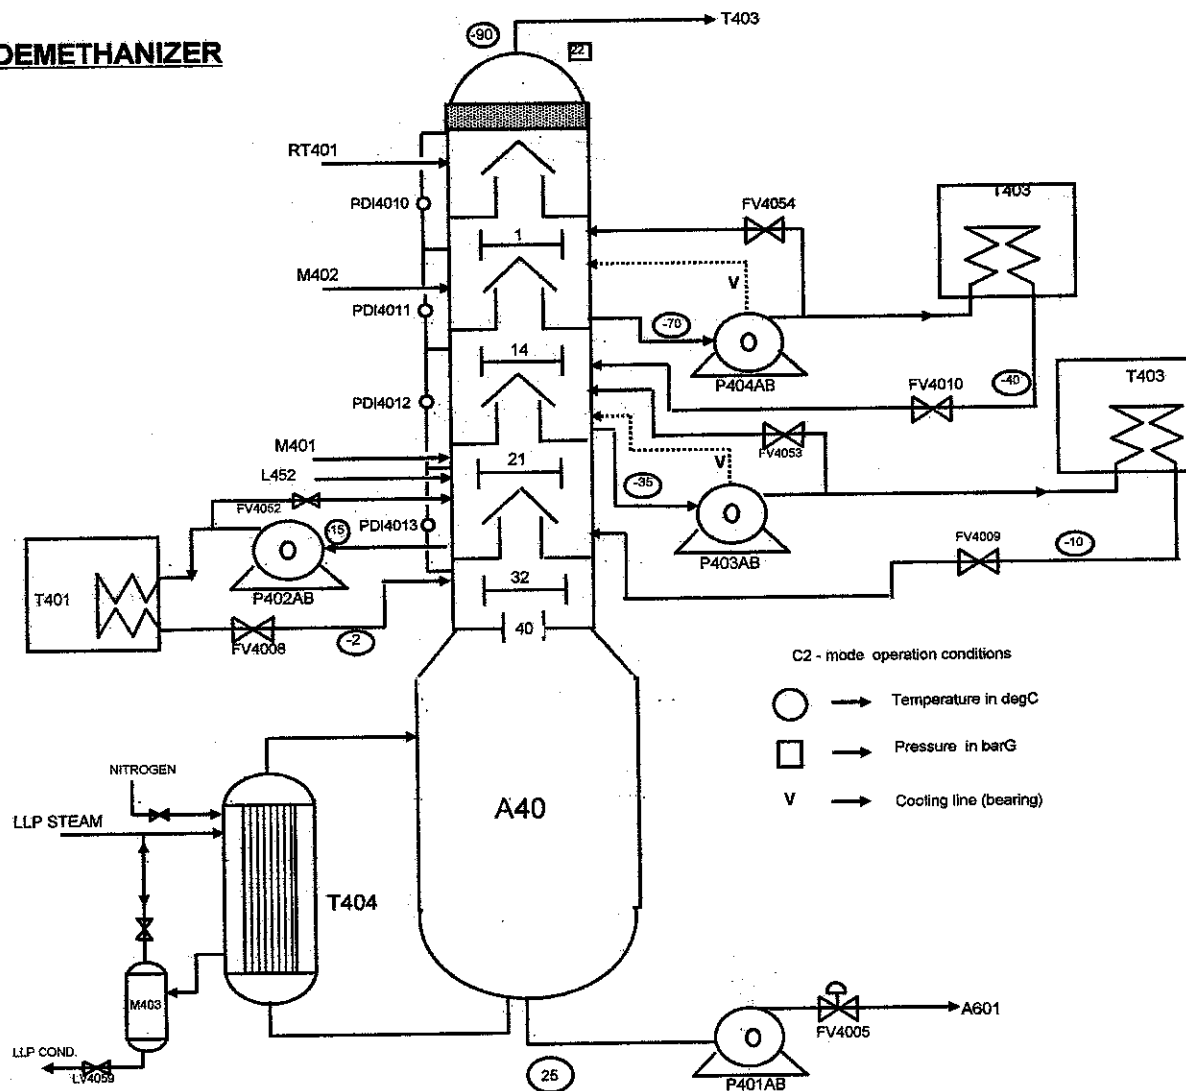 T403
-90
22
DEMETHANIZER
RT401
T403
PDI4010
FV4054
1
M402
V
PDI4011
-70
14
P404AB
FV4010
-40
T403
PDI4012
M401
FV4053
21
V
L452
-35
FV4052
-15
PDI4013
P403AB
FV4009
-10
32
T401
P402AB
40
FV4008
-2
C2 - mode operation conditions
Temperature in degC
Pressure in barG
NITROGEN
V
Cooling line (bearing)
LLP STEAM
A40
T404
M403
A601
FV4005
LLP COND.
LV4059
25
P401AB